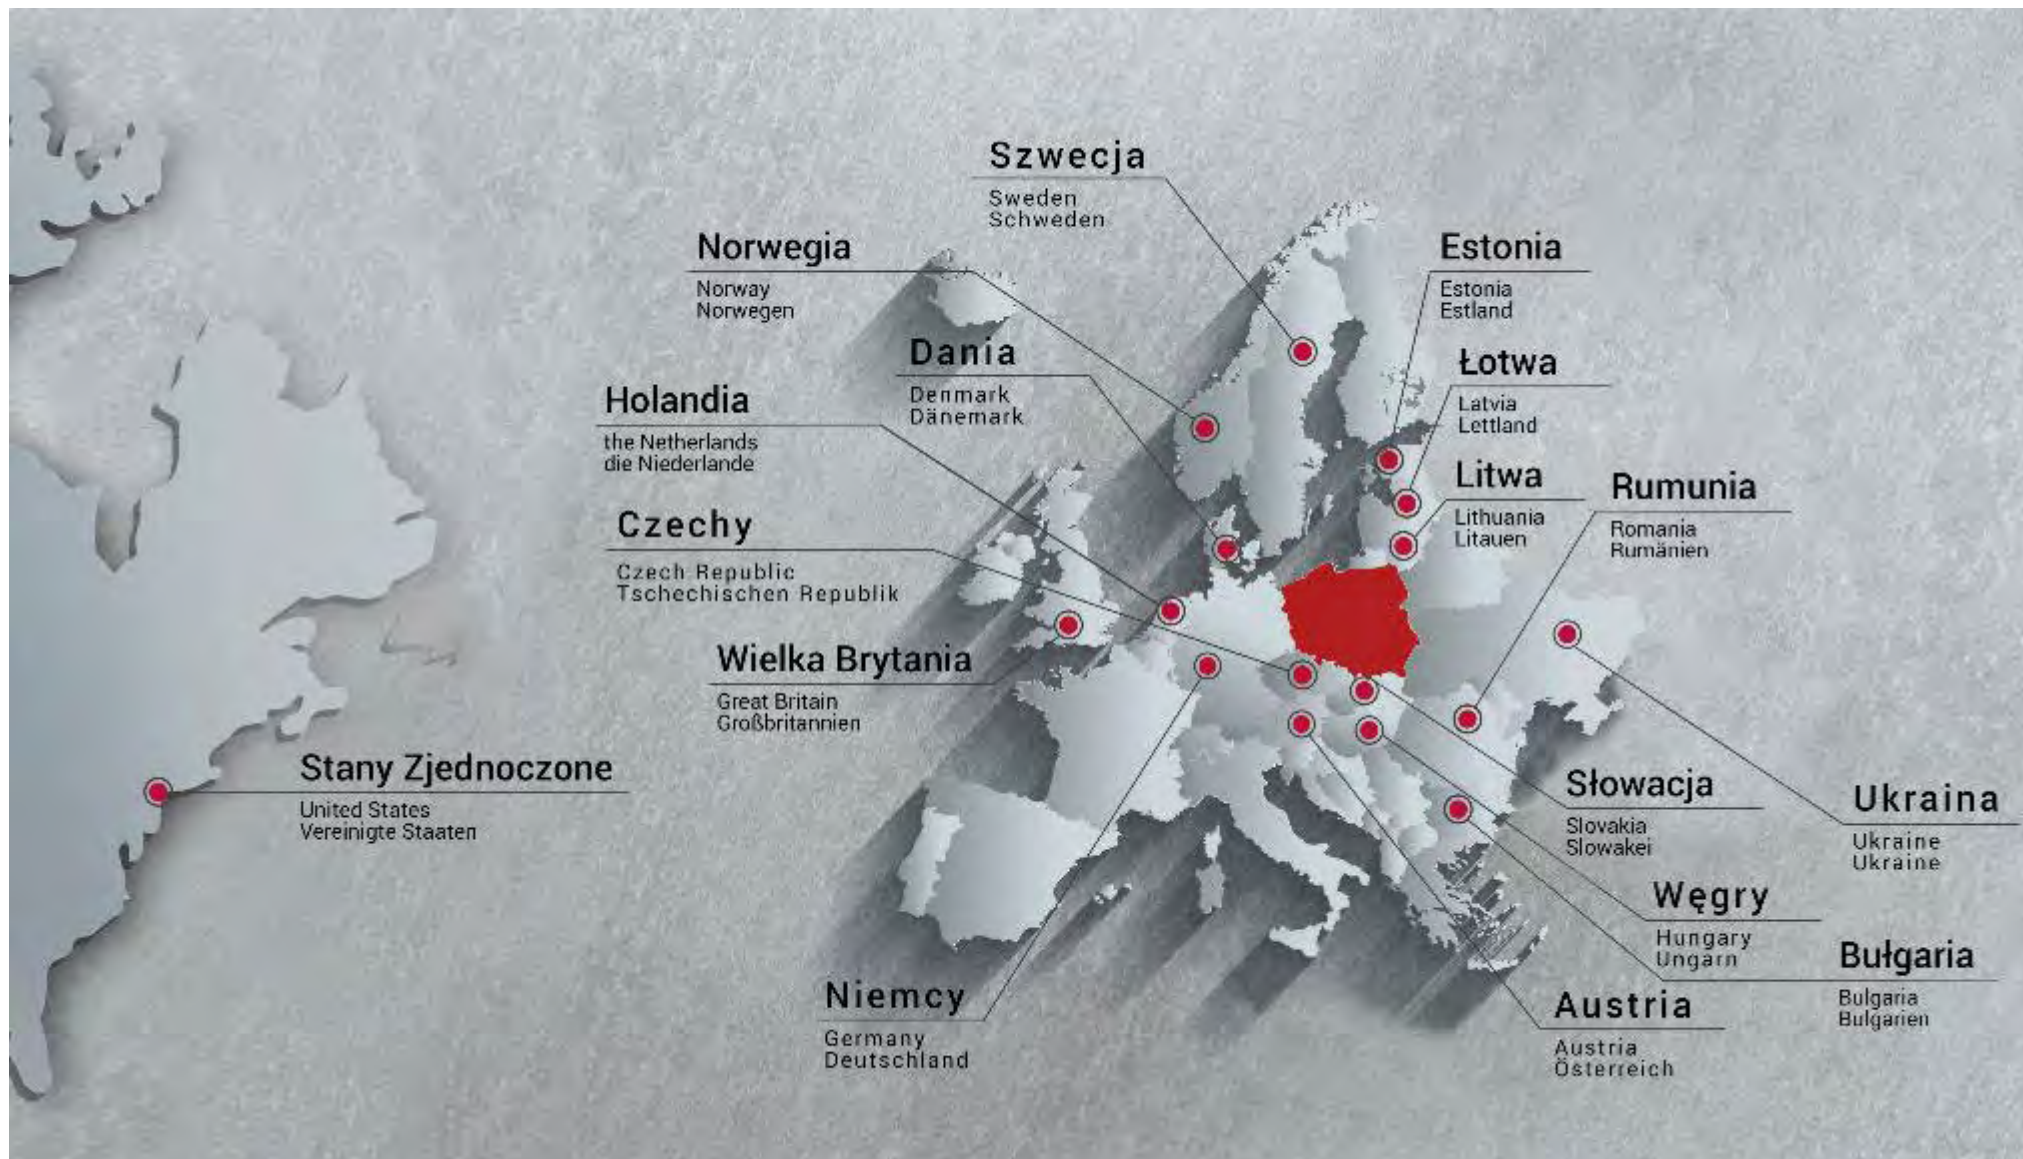 Szwecja
Sweden
Schweden
Norwegia
Norway
Norwegen
Estonia
Estonia
Estland
Dania
Denmark
Dänemark
Łotwa
Latvia
Lettland
Holandia
the Netherlands
die Niederlande
Litwa
Lithuania
Litauen
Rumunia
Romania
Rumänien
Czechy
Czech Republic
Tschechischen Republik
Wielka Brytania
Great Britain
Großbritannien
Stany Zjednoczone
United States
Vereinigte Staaten
Słowacja
Slovakia
Slowakei
Ukraina
Ukraine
Ukraine
Węgry
Hungary
Ungarn
Bułgaria
Bulgaria
Bulgarien
Niemcy
Germany
Deutschland
Austria
Austria
Österreich